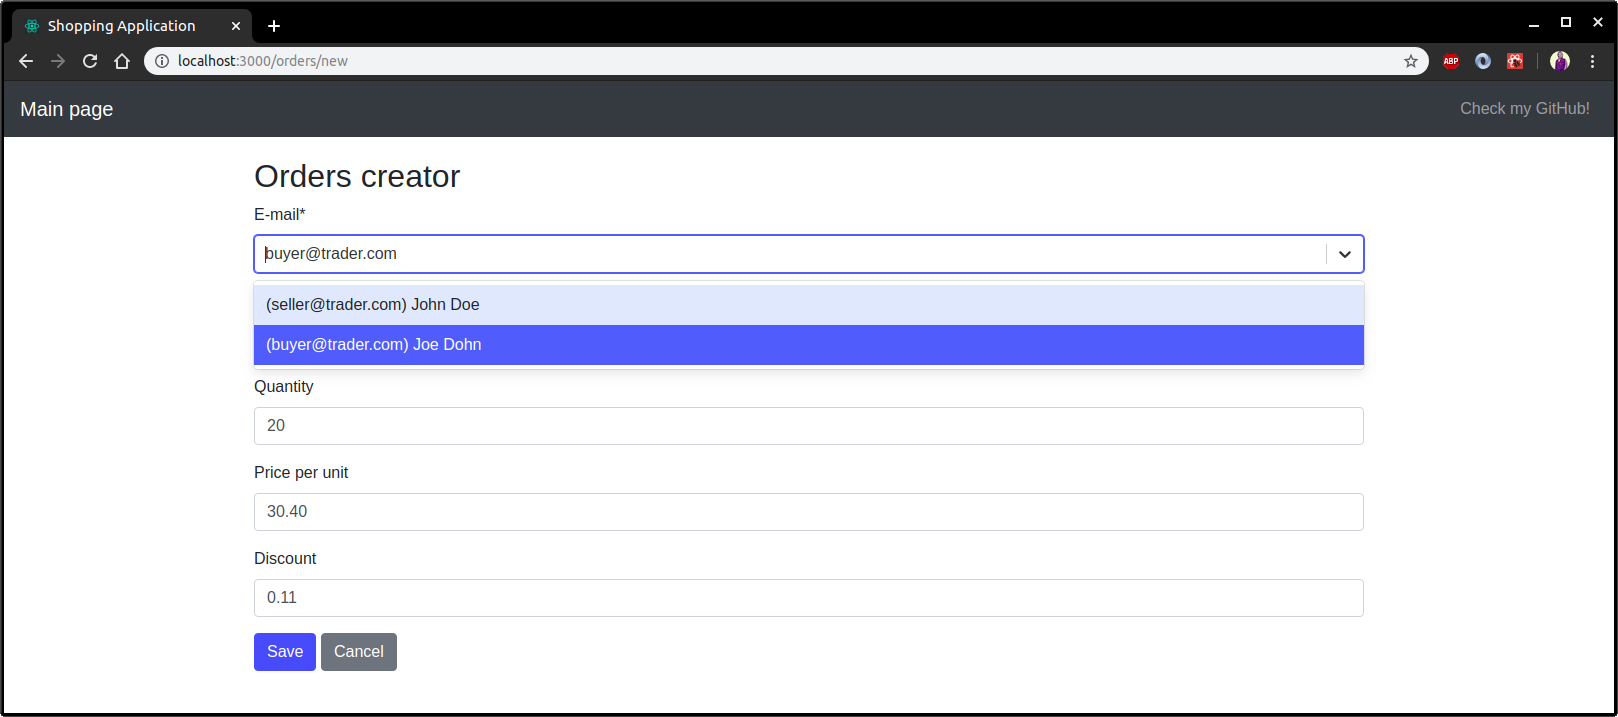 Shopping Application
localhost:3000/orders/new
ABP
Main page
Check my GitHub!
Orders creator
E-mail*
buyer@trader.com
(seller@trader.com) John Doe
(buyer@trader.com) Joe Dohn
Quantity
20
Price per unit
30.40
Discount
0.11
Save Cancel